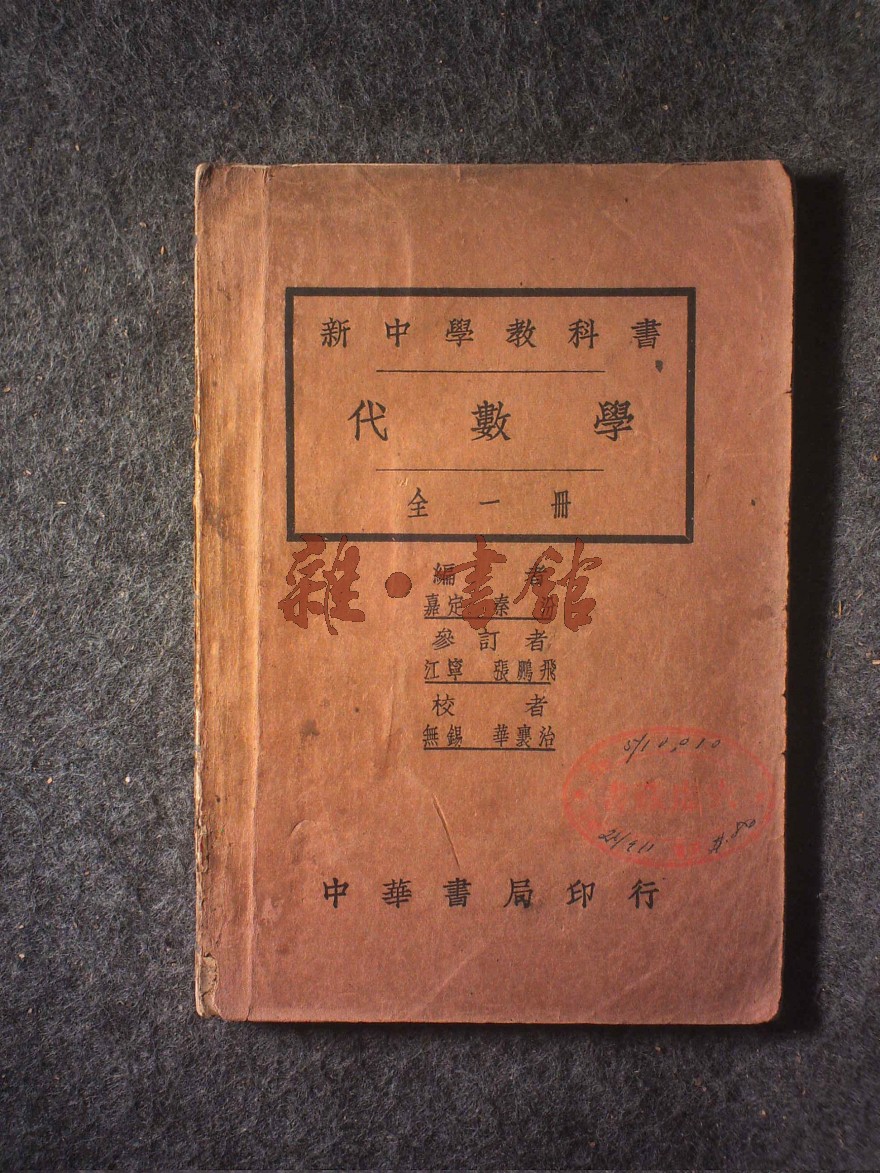 新中學教科書
代數學
全一冊
雜·書館
編者
嘉定 秦
參訂者
江寧 張鵬飛
校者
無錫 華襄治
中華書局印行